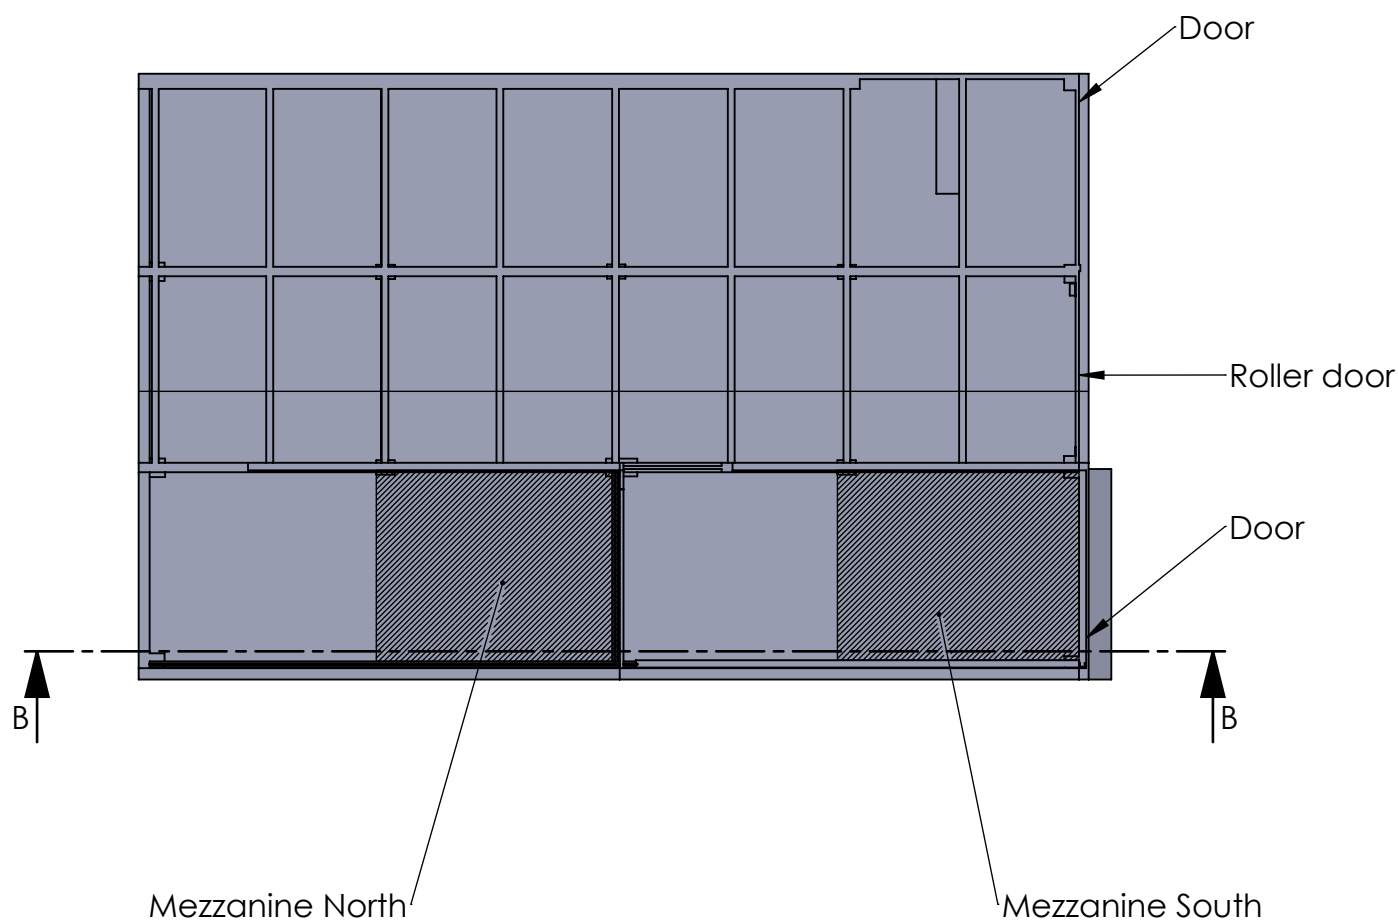 Door
Roller door
Door
B
B
Mezzanine North
Mezzanine South